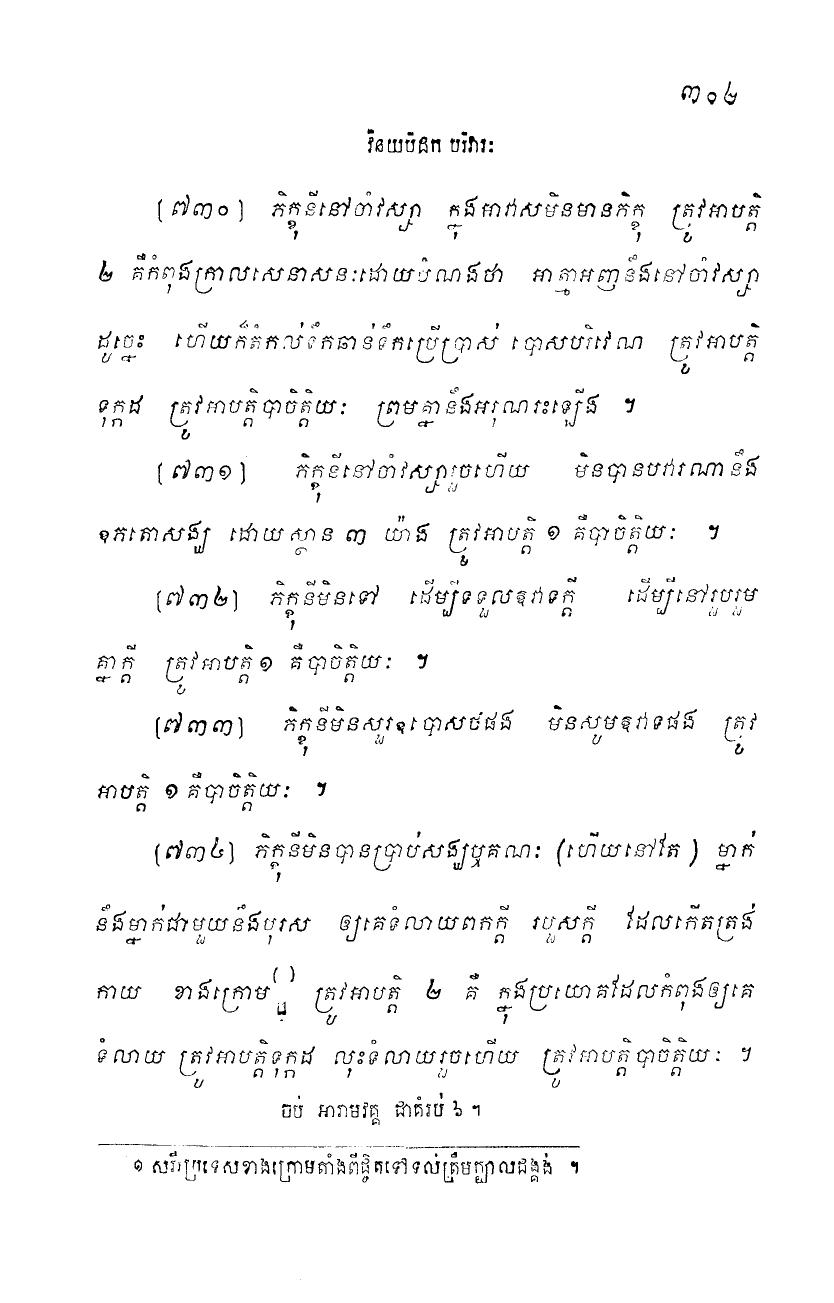 ៣០៤
វិនយបិដក បរិវារៈ
[៧៣០] ភិក្ខុនីនៅចាំវស្សា ក្នុងអាវាសមិនមានភិក្ខុ ត្រូវអាបត្តិ
២ គឺកំពុងក្រាលសេនាសនៈដោយបំណងថា អាត្មាអញនឹងនៅចាំវស្សា
ដូច្នេះ ហើយក៏តំកល់ទឹកឆាន់ទឹកប្រើប្រាស់ បោសបរិវេណ ត្រូវអាបត្តិ
ទុក្កដ ត្រូវអាបត្តិបាចិត្តិយៈ ព្រមគ្នានឹងអរុណរះឡើង ។
[៧៣១] ភិក្ខុនីនៅចាំវស្សារួចហើយ មិនបានបវារណានឹង
ឧភតោសង្ឃ ដោយស្ថាន ៣ យ៉ាង ត្រូវអាបត្តិ ១ គឺបាចិត្តិយៈ ។
[៧៣២] ភិក្ខុនីមិនទៅ ដើម្បីទទួលឱវាទក្តី ដើម្បីនៅរួបរួម
គ្នាក្តី ត្រូវអាបត្តិ ១ គឺបាចិត្តិយៈ ។
[៧៣៣] ភិក្ខុនីមិនសួរឧបោសថផង មិនសូមឱវាទផង ត្រូវ
អាបត្តិ ១ គឺបាចិត្តិយៈ ។
[៧៣៤] ភិក្ខុនីមិនបានប្រាប់សង្ឃឬគណៈ (ហើយនៅតែ) ម្នាក់
នឹងម្នាក់ជាមួយនឹងបុរស ឲ្យគេទំលាយពកក្តី របួសក្តី ដែលកើតត្រង់
កាយ ខាងក្រោម ត្រូវអាបត្តិ ២ គឺ ក្នុងប្រយោគដែលកំពុងឲ្យគេ
ទំលាយ ត្រូវអាបត្តិទុក្កដ លុះទំលាយរួចហើយ ត្រូវអាបត្តិបាចិត្តិយៈ ។
ចប់ អារាមវគ្គ ជាគំរប់ ៦ ។
១ សរីរប្រទេសខាងក្រោមតាំងពីផ្ចិតទៅទល់ត្រឹមក្បាលជង្គង់ ។